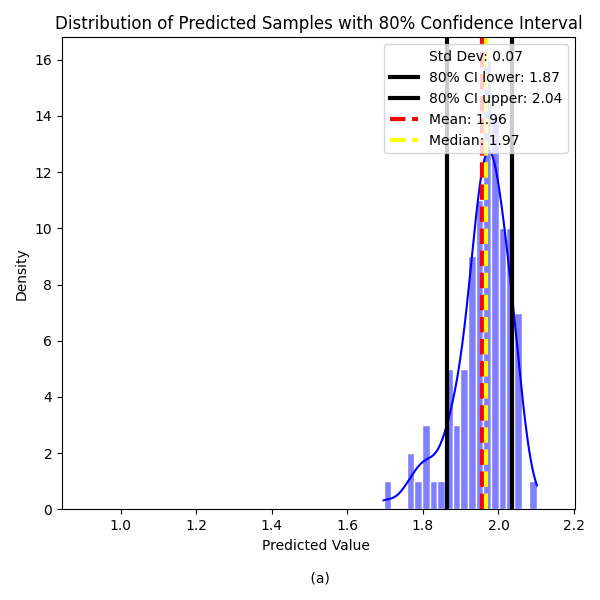 Distribution of Predicted Samples with 80% Confidence Interval
Std Dev: 0.07
80% CI lower: 1.87
80% CI upper: 2.04
Mean: 1.96
Median: 1.97
Density
16
14
12
10
8
6
4
2
0
1.0 1.2 1.4 1.6 1.8 2.0 2.2
Predicted Value
(a)